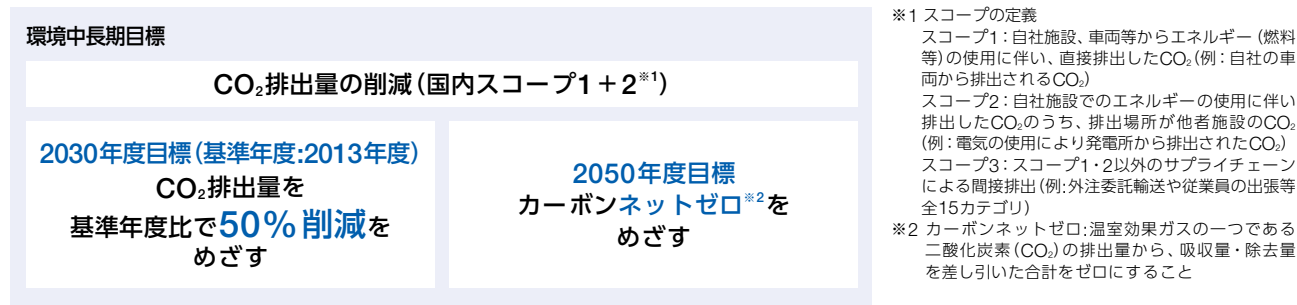 環境中長期目標
CO₂排出量の削減（国内スコープ1＋2※1）
2030年度目標（基準年度:2013年度）
CO₂排出量を
基準年度比で50％削減を
めざす
2050年度目標
カーボンネットゼロ※2を
めざす
※1 スコープの定義
スコープ1：自社施設、車両等からエネルギー（燃料
等）の使用に伴い、直接排出したCO₂（例：自社の車
両から排出されるCO₂）
スコープ2：自社施設でのエネルギーの使用に伴い
排出したCO₂のうち、排出場所が他者施設のCO₂
（例：電気の使用により発電所から排出されたCO₂）
スコープ3：スコープ1・2以外のサプライチェーン
による間接排出（例:外注委託輸送や従業員の出張等
全15カテゴリ）
※2 カーボンネットゼロ:温室効果ガスの一つである
二酸化炭素（CO₂）の排出量から、吸収量・除去量
を差し引いた合計をゼロにすること